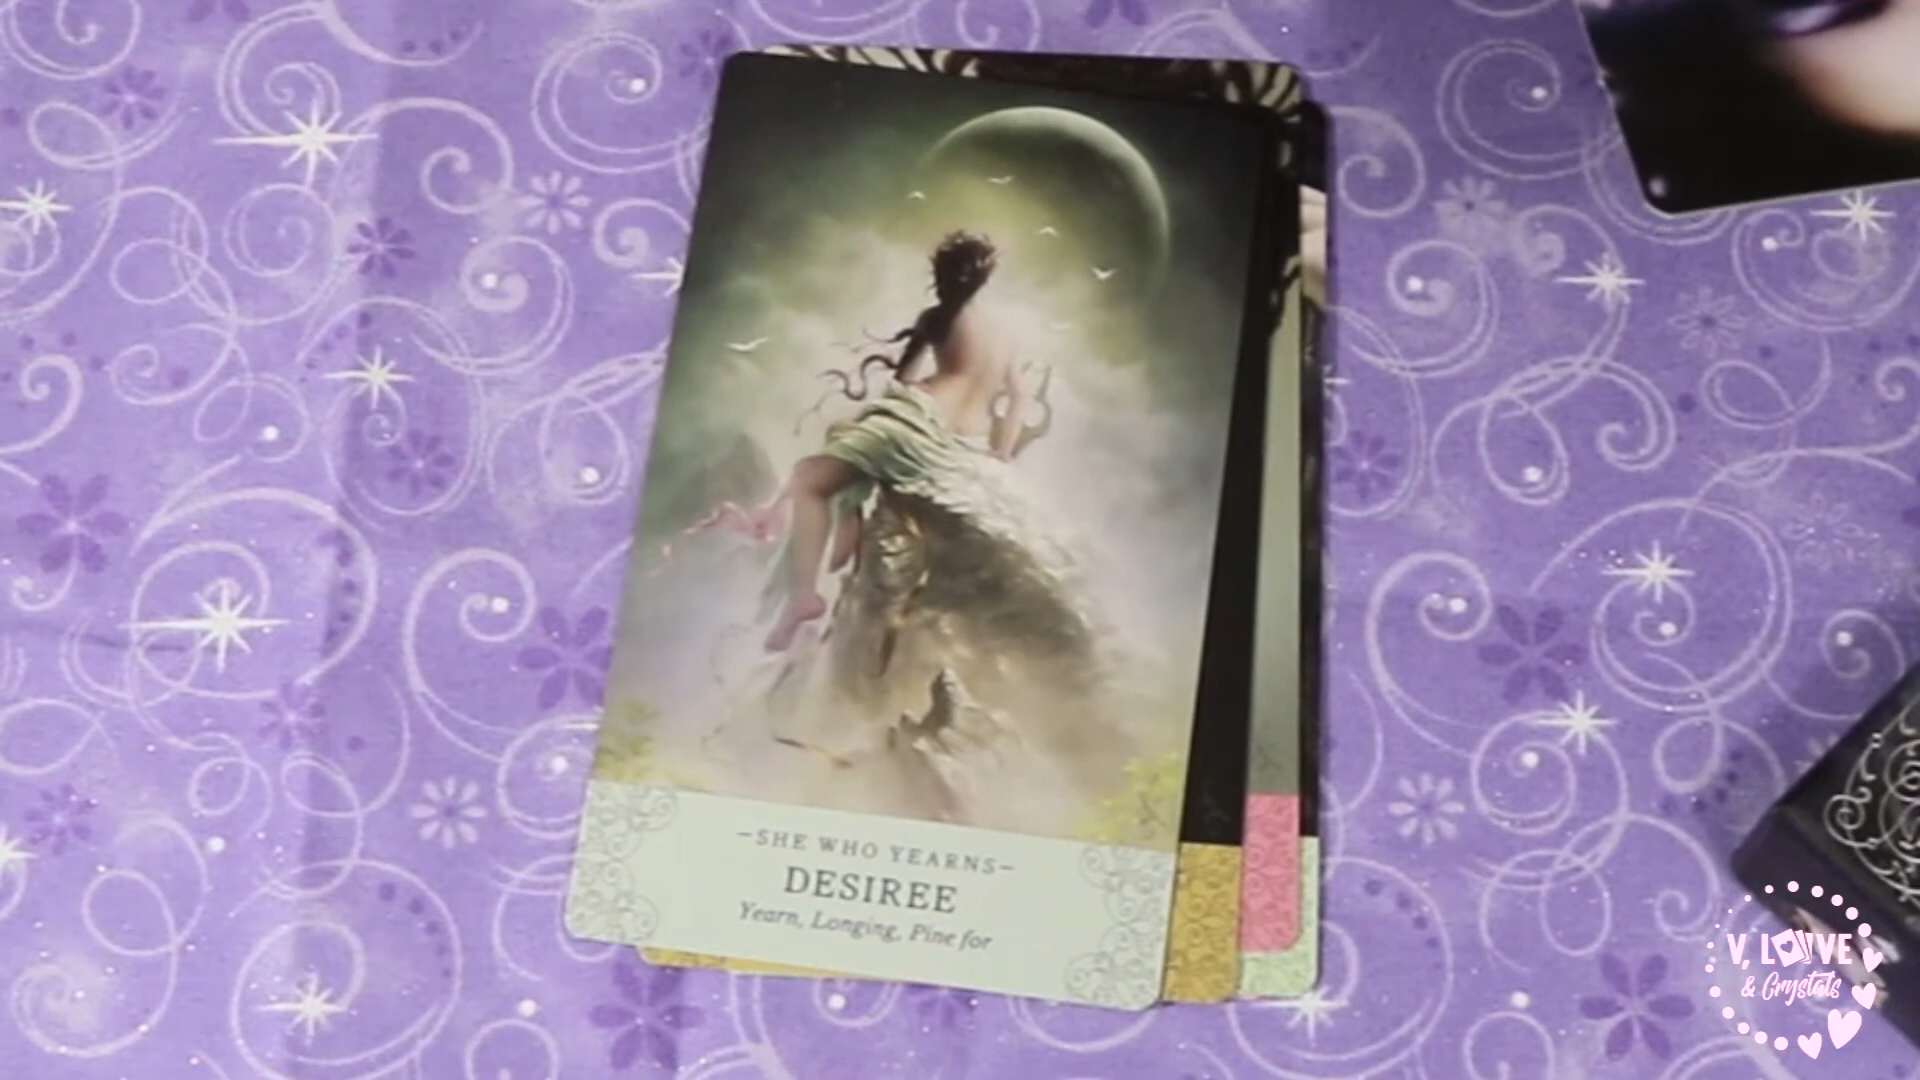 -SHE WHO YEARNS-
DESIREE
Yearn, Longing, Pine for
V, LOVE
& Crystals